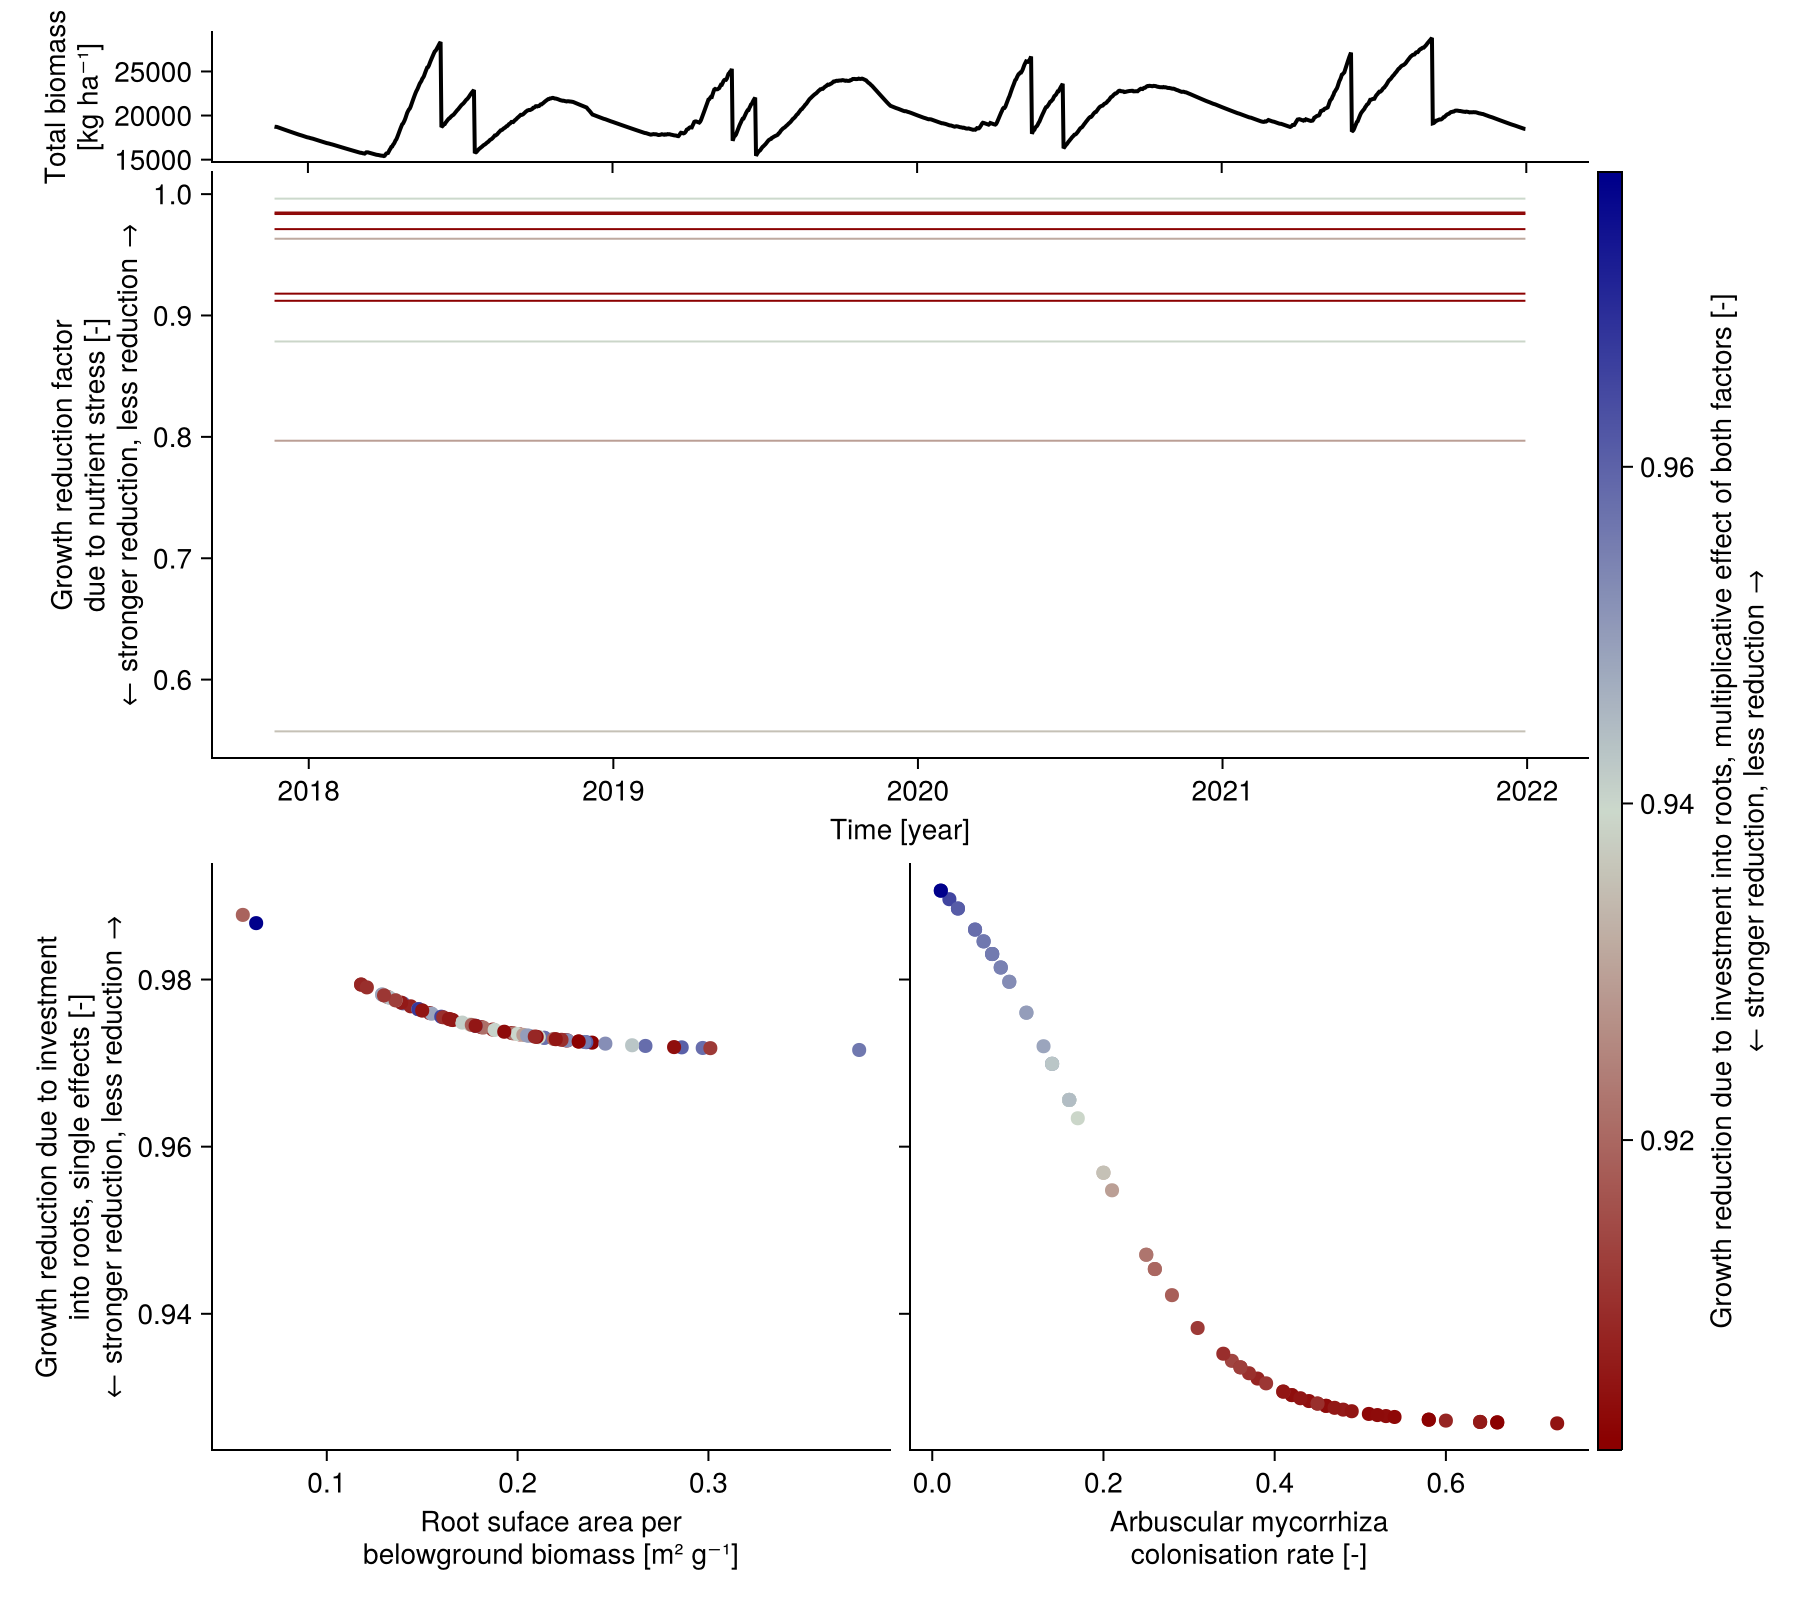 Total biomass
[kg ha⁻¹]
25000
20000
15000
Growth reduction factor
due to nutrient stress [-]
← stronger reduction, less reduction →
1.0
0.9
0.8
0.7
0.6
2018
2019
2020
2021
2022
Time [year]
Growth reduction due to investment
into roots, single effects [-]
← stronger reduction, less reduction →
0.98
0.96
0.94
0.1
0.2
0.3
Root suface area per
belowground biomass [m² g⁻¹]
0.0
0.2
0.4
0.6
Arbuscular mycorrhiza
colonisation rate [-]
0.96
0.94
0.92
Growth reduction due to investment into roots, multiplicative effect of both factors [-]
← stronger reduction, less reduction →